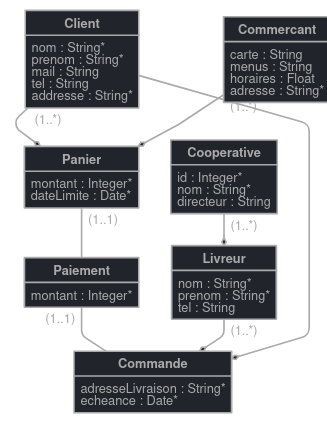 Client
nom : String*
prenom : String*
mail : String
tel : String
addresse : String*
Commercant
carte : String
menus : String
horaires : Float
adresse : String*
(1..*)
(1..*)
Panier
montant : Integer*
dateLimite : Date*
Cooperative
id : Integer*
nom : String*
directeur : String
(1..1)
(1..*)
Paiement
montant : Integer*
Livreur
nom : String*
prenom : String*
tel : String
(1..1)
(1..*)
Commande
adresseLivraison : String*
echeance : Date*